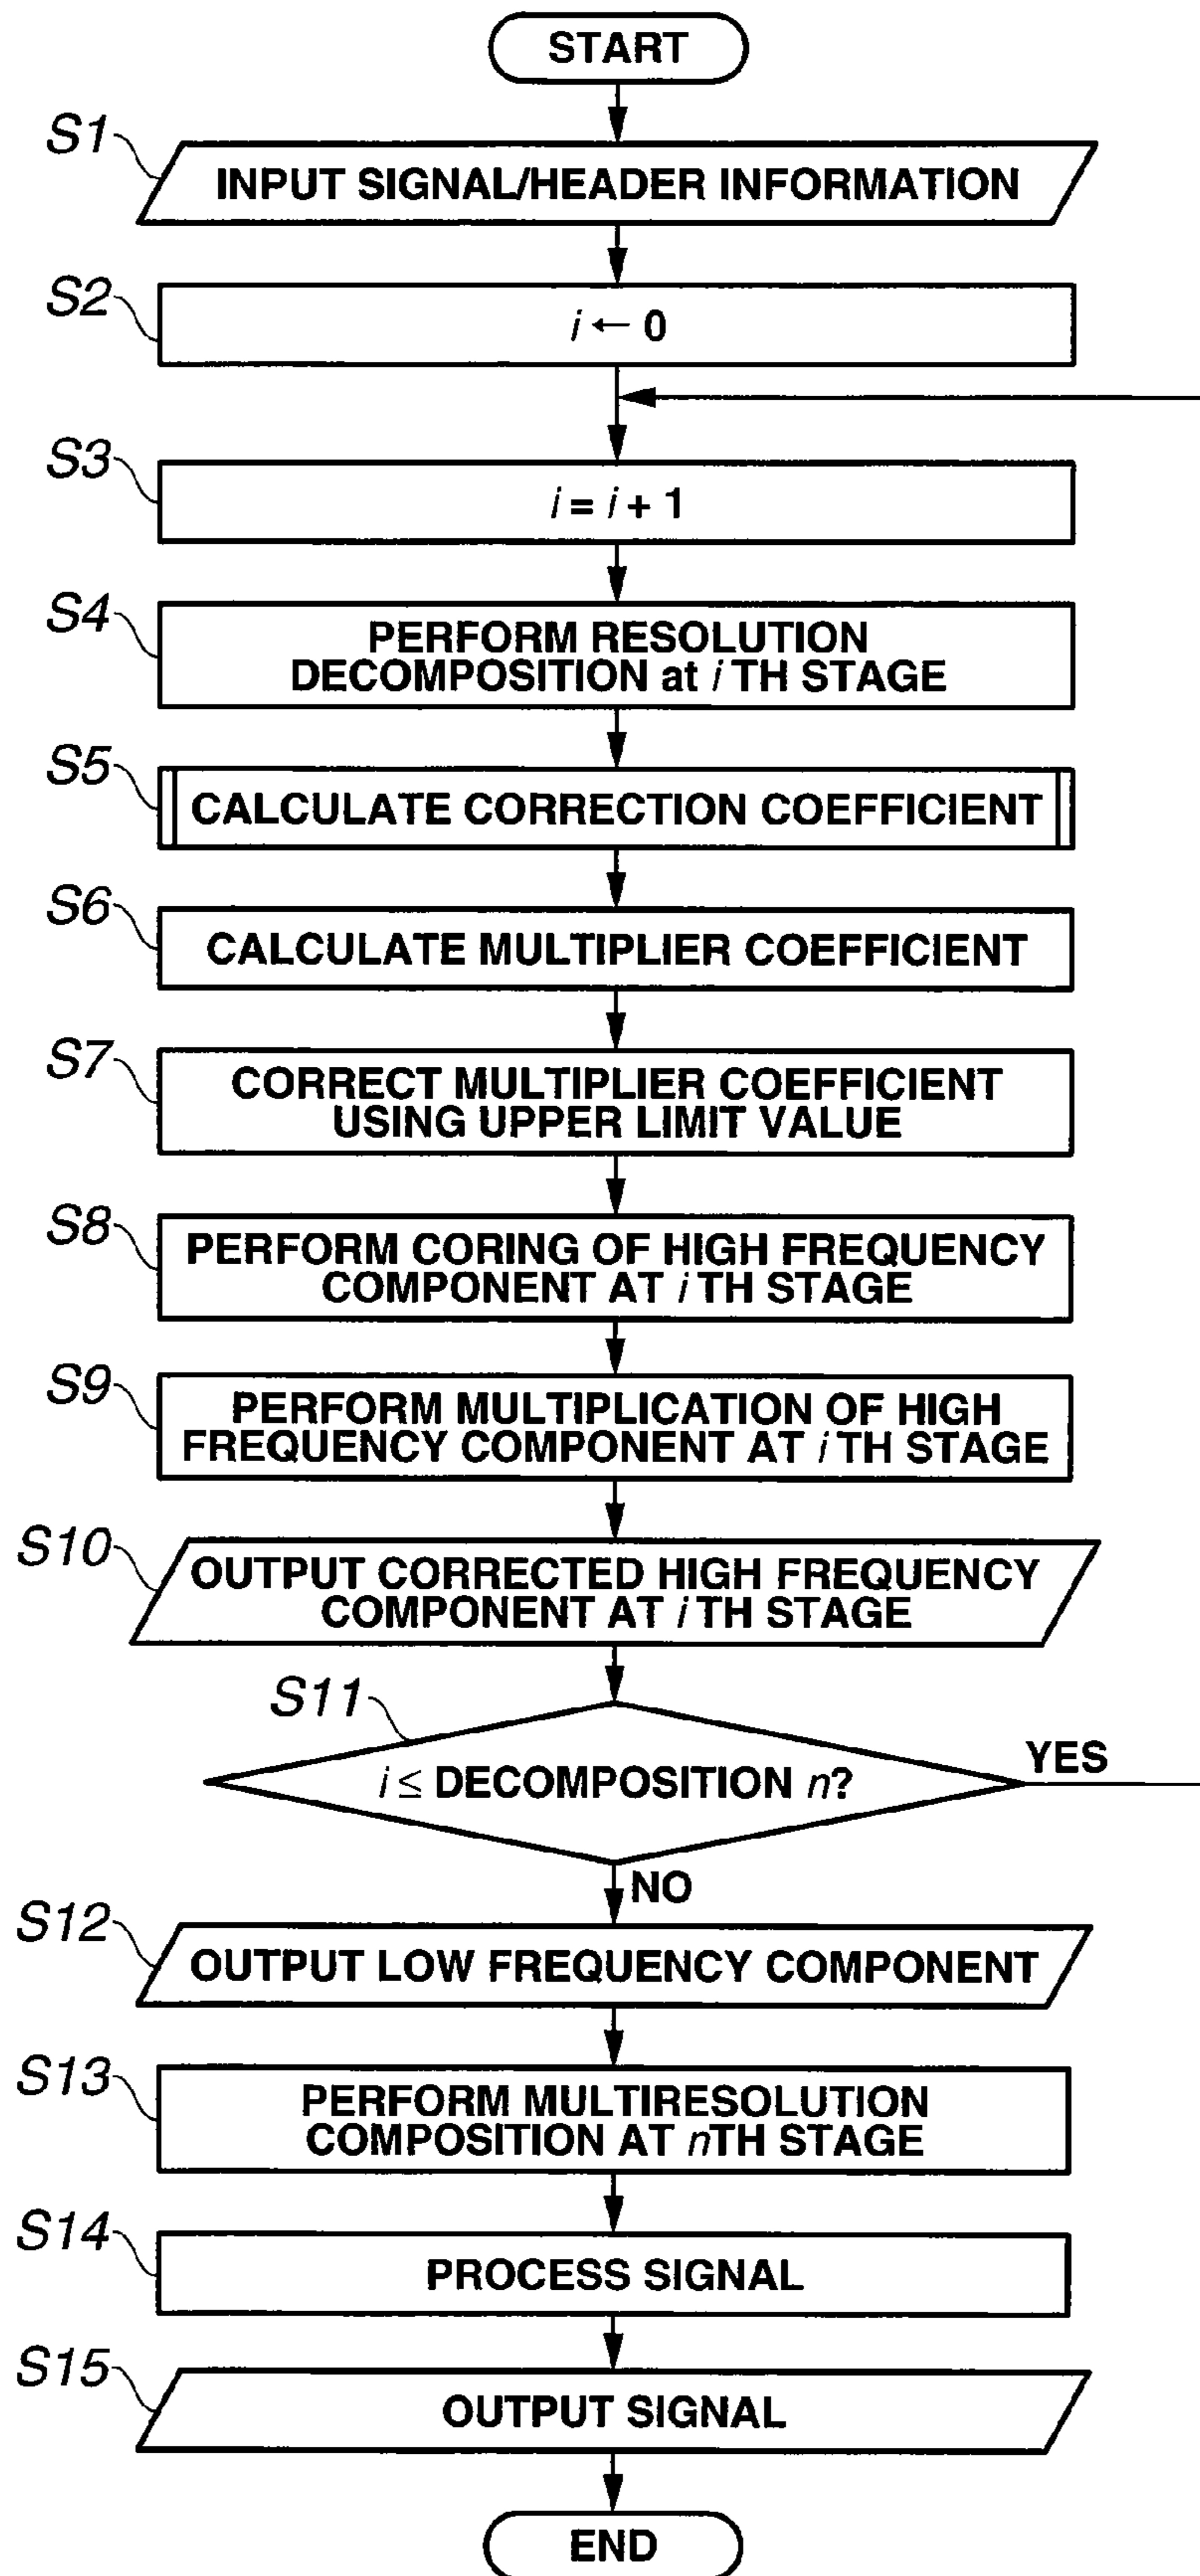 START
S1
INPUT SIGNAL/HEADER INFORMATION
S2
i ← 0
S3
i = i + 1
S4
PERFORM RESOLUTION
DECOMPOSITION at i TH STAGE
S5
CALCULATE CORRECTION COEFFICIENT
S6
CALCULATE MULTIPLIER COEFFICIENT
S7
CORRECT MULTIPLIER COEFFICIENT
USING UPPER LIMIT VALUE
S8
PERFORM CORING OF HIGH FREQUENCY
COMPONENT AT i TH STAGE
S9
PERFORM MULTIPLICATION OF HIGH
FREQUENCY COMPONENT AT i TH STAGE
S10
OUTPUT CORRECTED HIGH FREQUENCY
COMPONENT AT i TH STAGE
S11
i ≤ DECOMPOSITION n?
YES
NO
S12
OUTPUT LOW FREQUENCY COMPONENT
S13
PERFORM MULTIRESOLUTION
COMPOSITION AT nTH STAGE
S14
PROCESS SIGNAL
S15
OUTPUT SIGNAL
END